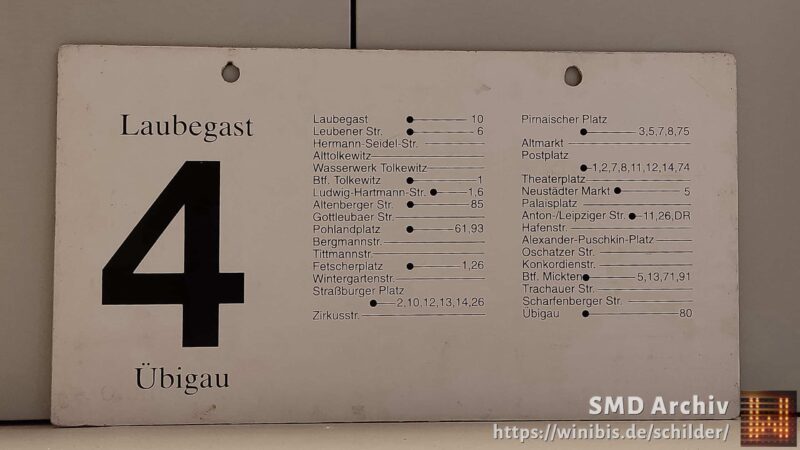 Laubegast
4
Übigau
Laubegast 10
Leubener Str. 6
Hermann-Seidel-Str.
Alttolkewitz
Wasserwerk Tolkewitz
Btf. Tolkewitz 1
Ludwig-Hartmann-Str. 1,6
Altenberger Str. 85
Gottleubaer Str.
Pohlandplatz 61,93
Bergmannstr.
Tittmannstr.
Fetscherplatz 1,26
Wintergartenstr.
Straßburger Platz
2,10,12,13,14,26
Zirkusstr.
Pirnaischer Platz
3,5,7,8,75
Altmarkt
Postplatz
1,2,7,8,11,12,14,74
Theaterplatz
Neustädter Markt 5
Palaisplatz
Anton-/Leipziger Str. 11,26,DR
Hafenstr.
Alexander-Puschkin-Platz
Oschatzer Str.
Konkordienstr.
Btf. Mickten 5,13,71,91
Trachauer Str.
Scharfenberger Str.
Übigau 80
SMD Archiv
https://winibis.de/schilder/